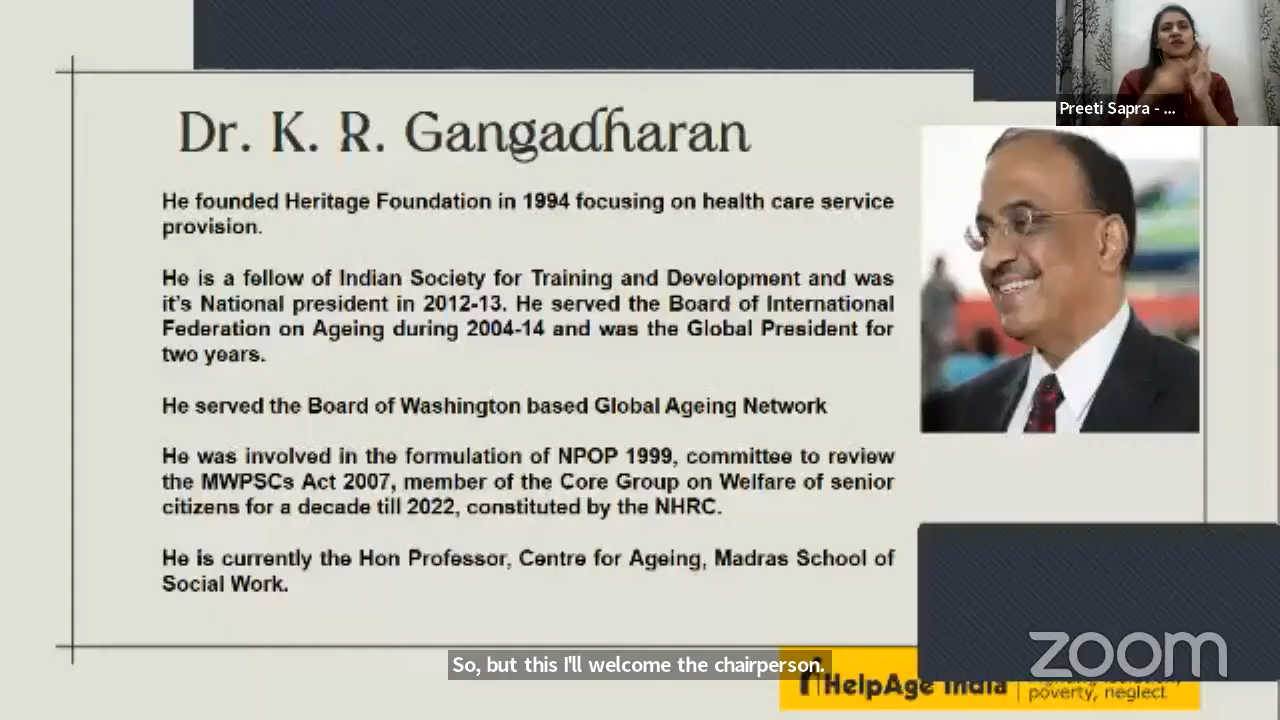 Preeti Sapra - ...
Dr. K. R. Gangadharan
He founded Heritage Foundation in 1994 focusing on health care service
provision.
He is a fellow of Indian Society for Training and Development and was
it's National president in 2012-13. He served the Board of International
Federation on Ageing during 2004-14 and was the Global President for
two years.
He served the Board of Washington based Global Ageing Network
He was involved in the formulation of NPOP 1999, committee to review
the MWPSCs Act 2007, member of the Core Group on Welfare of senior
citizens for a decade till 2022, constituted by the NHRC.
He is currently the Hon Professor, Centre for Ageing, Madras School of
Social Work.
So, but this I'll welcome the chairperson.
zoom
HelpAge India
poverty, neglect